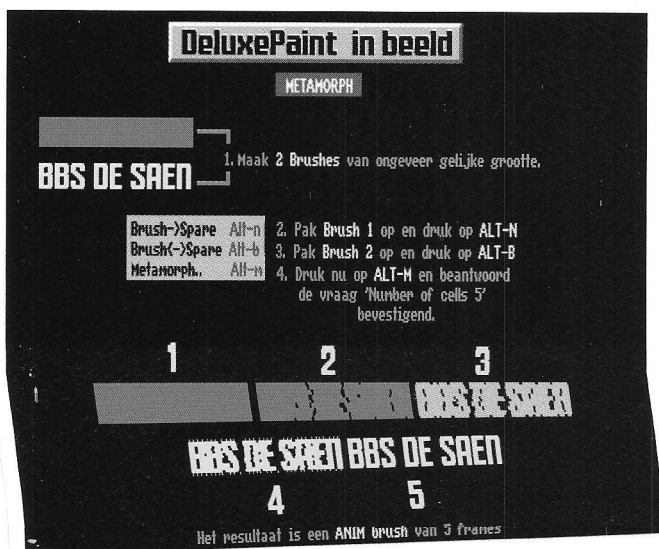 DeluxePaint in beeld
METAMORPH
1. Maak 2 Brushes van ongeveer gelijke grootte.
BBS DE SAEN
Brush->Spare Alt-n
Brush<->Spare Alt-b
Metamorph.. Alt-m
2. Pak Brush 1 op en druk op ALT-N
3. Pak Brush 2 op en druk op ALT-B
4. Druk nu op ALT-M en beantwoord
de vraag 'Number of cells 5'
bevestigend.
1 2 3
BBS DE SAEN
BBS DE SAEN BBS DE SAEN
4 5
Het resultaat is een ANIM brush van 5 frames